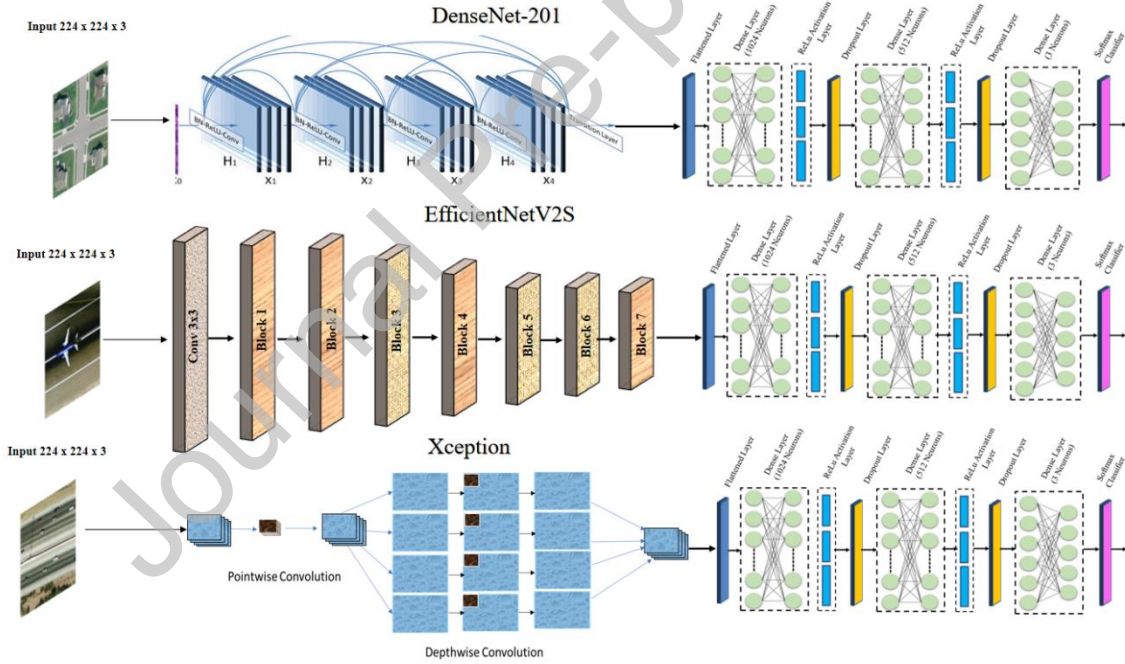 DenseNet-201
Input 224 x 224 x 3
BN-ReLU-Conv
BN-ReLU-Conv
BN-ReLU-Conv
BN-ReLU-Conv
H1
H2
H4
X1
X2
X3
X4
Flattened Layer
Dense Layer
(1024 Neurons)
ReLu Activation
Layer
Dropout Layer
Dense Layer
(512 Neurons)
ReLu Activation
Layer
Dropout Layer
Dense Layer
(3 Neurons)
Softmax
Classifier
EfficientNetV2S
Input 224 x 224 x 3
Conv 3x3
Block 1
Block 2
Block 3
Block 4
Block 5
Block 6
Block 7
Flattened Layer
Dense Layer
(1024 Neurons)
ReLu Activation
Layer
Dropout Layer
Dense Layer
(512 Neurons)
ReLu Activation
Layer
Dropout Layer
Dense Layer
(3 Neurons)
Softmax
Classifier
Xception
Input 224 x 224 x 3
Pointwise Convolution
Depthwise Convolution
Flattened Layer
Dense Layer
(1024 Neurons)
ReLu Activation
Layer
Dropout Layer
Dense Layer
(512 Neurons)
ReLu Activation
Layer
Dropout Layer
Dense Layer
(3 Neurons)
Softmax
Classifier
Journal Pre-p